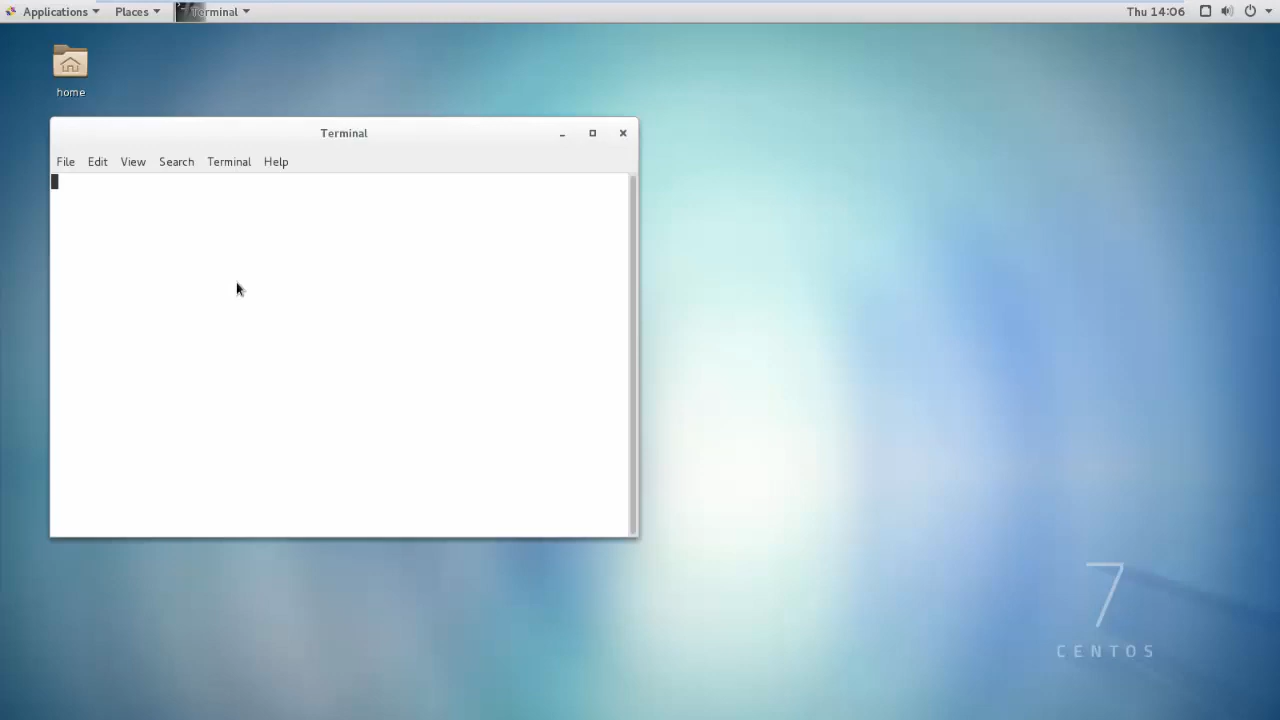 Applications Places Terminal Thu 14:06
home
Terminal
File Edit View Search Terminal Help
7
CENTOS